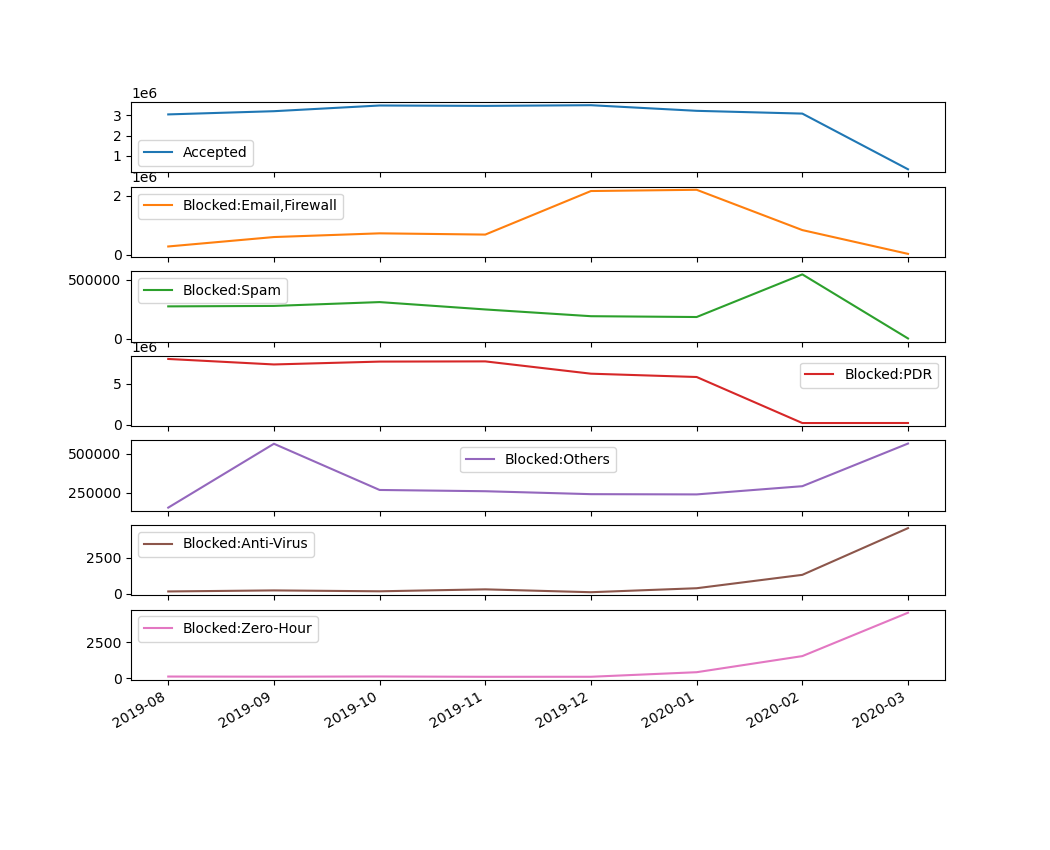 1e6
3
2
1
Accepted
1e6
2
0
Blocked:Email,Firewall
500000
0
Blocked:Spam
1e6
5
0
Blocked:PDR
500000
250000
Blocked:Others
2500
0
Blocked:Anti-Virus
2500
0
Blocked:Zero-Hour
2019-08
2019-09
2019-10
2019-11
2019-12
2020-01
2020-02
2020-03